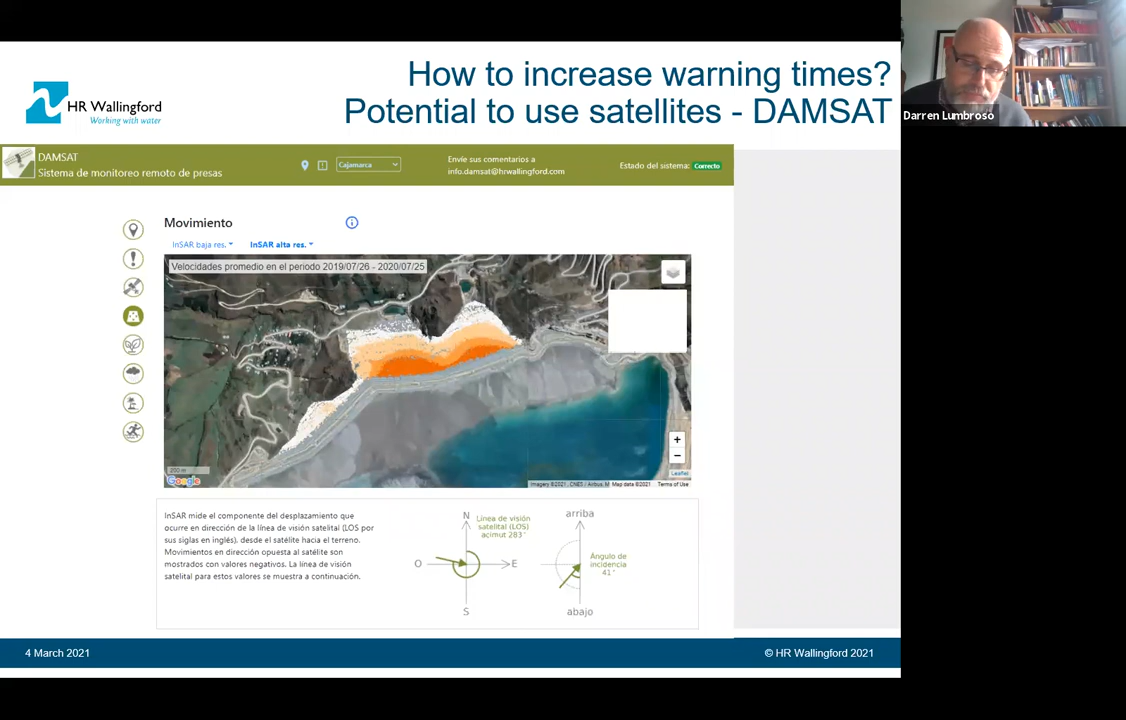 How to increase warning times?
Potential to use satellites - DAMSAT
HR Wallingford
Working with water
Darren Lumbroso
DAMSAT
Sistema de monitoreo remoto de presas
Cajamarca
Envíe sus comentarios a
info.damsat@hrwallingford.com
Estado del sistema: Correcto
Movimiento
InSAR baja res.
InSAR alta res.
Velocidades promedio en el periodo 2019/07/26 - 2020/07/25
+
−
Leaflet
200 m
Google
Imagery ©2021 , CNES / Airbus, M Map data ©2021 Terms of Use
InSAR mide el componente del desplazamiento que
ocurre en dirección de la línea de visión satelital (LOS por
sus siglas en inglés), desde el satélite hacia el terreno.
Movimientos en dirección opuesta al satélite son
mostrados con valores negativos. La línea de visión
satelital para estos valores se muestra a continuación.
N
O
E
S
Línea de visión
satelital (LOS)
acimut 283°
arriba
Ángulo de
incidencia
41°
abajo
4 March 2021
© HR Wallingford 2021